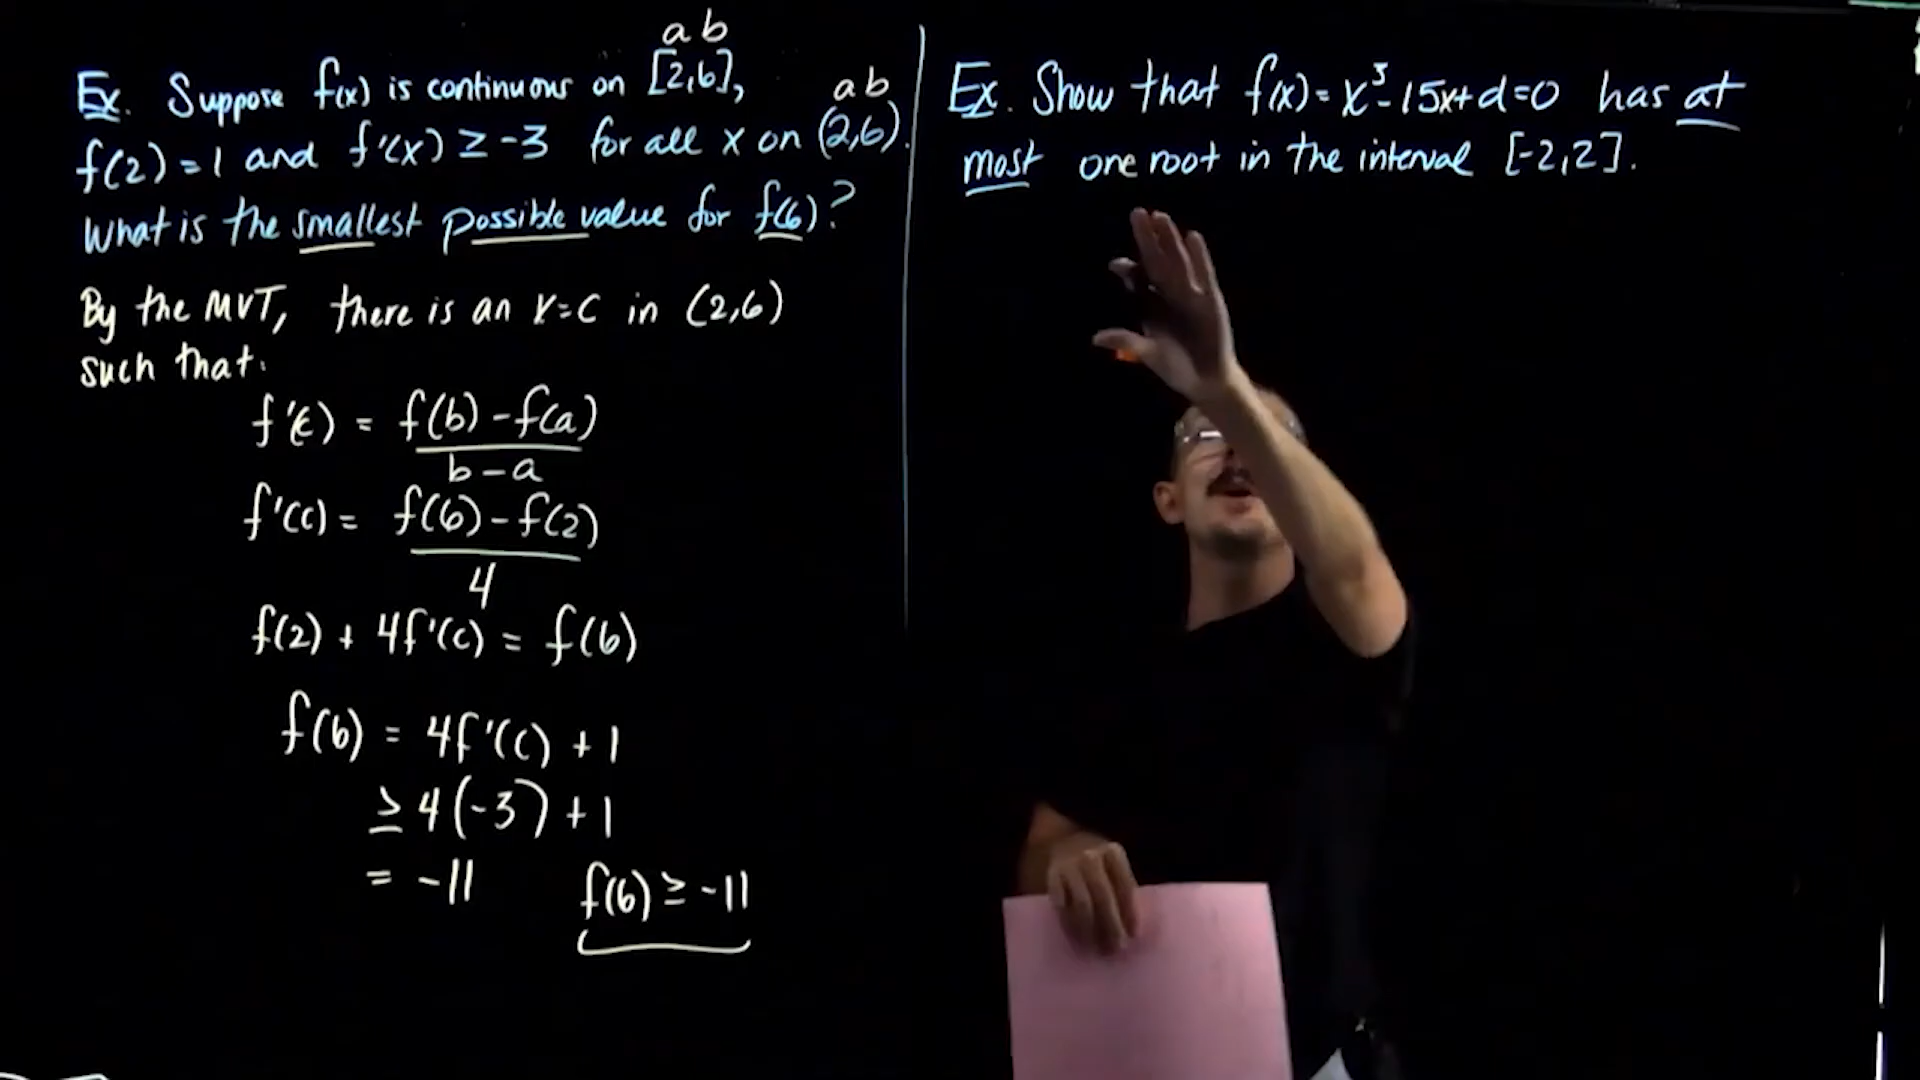 a b
Ex. Suppose f(x) is continuous on [2,6],
a b
f(2)=1 and f'(x) ≥ -3 for all x on (2,6).
What is the smallest possible value for f(6)?
By the MVT, there is an x=c in (2,6)
such that:
f'(c) = f(b)-f(a)
b-a
f'(c) = f(6)-f(2)
4
f(2) + 4f'(c) = f(6)
f(6) = 4f'(c) + 1
≥ 4(-3) + 1
= -11 f(6) ≥ -11
Ex. Show that f(x)= x³-15x+d=0 has at
most one root in the interval [-2,2].